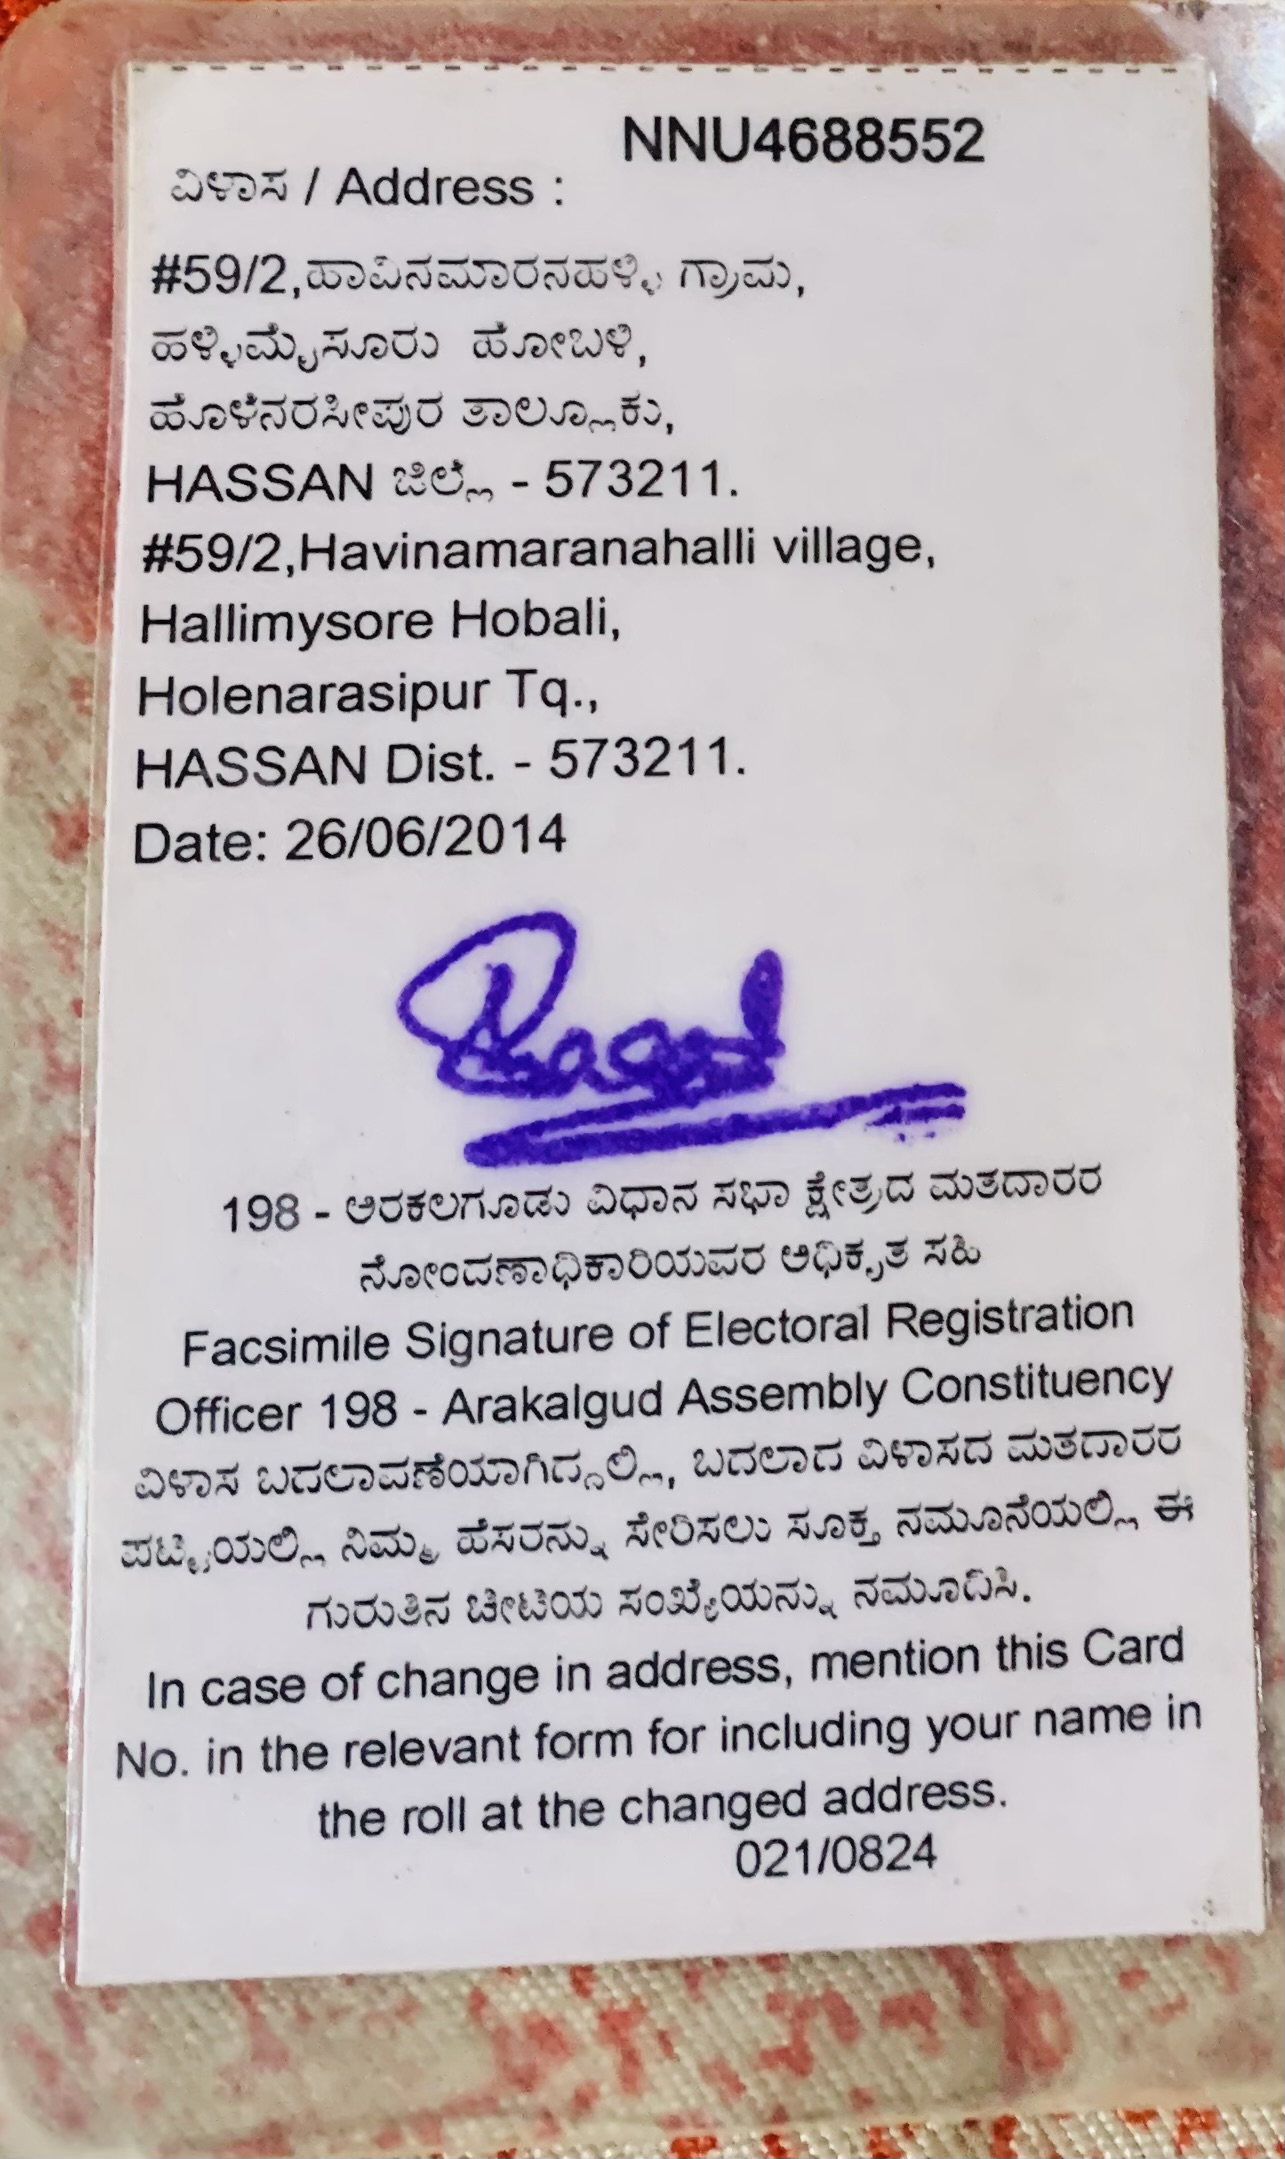 NNU4688552
ವಿಳಾಸ / Address :
#59/2,ಹಾವಿನಮಾರನಹಳ್ಳಿ ಗ್ರಾಮ,
ಹಳ್ಳಿಮೈಸೂರು ಹೋಬಳಿ,
ಹೊಳೆನರಸೀಪುರ ತಾಲ್ಲೂಕು,
HASSAN ಜಿಲ್ಲೆ - 573211.
#59/2,Havinamaranahalli village,
Hallimysore Hobali,
Holenarasipur Tq.,
HASSAN Dist. - 573211.
Date: 26/06/2014
198 - ಅರಕಲಗೂಡು ವಿಧಾನ ಸಭಾ ಕ್ಷೇತ್ರದ ಮತದಾರರ
ನೋಂದಣಾಧಿಕಾರಿಯವರ ಅಧಿಕೃತ ಸಹಿ
Facsimile Signature of Electoral Registration
Officer 198 - Arakalgud Assembly Constituency
ವಿಳಾಸ ಬದಲಾವಣೆಯಾಗಿದ್ದಲ್ಲಿ, ಬದಲಾದ ವಿಳಾಸದ ಮತದಾರರ
ಪಟ್ಟಿಯಲ್ಲಿ ನಿಮ್ಮ ಹೆಸರನ್ನು ಸೇರಿಸಲು ಸೂಕ್ತ ನಮೂನೆಯಲ್ಲಿ ಈ
ಗುರುತಿನ ಚೀಟಿಯ ಸಂಖ್ಯೆಯನ್ನು ನಮೂದಿಸಿ.
In case of change in address, mention this Card
No. in the relevant form for including your name in
the roll at the changed address.
021/0824